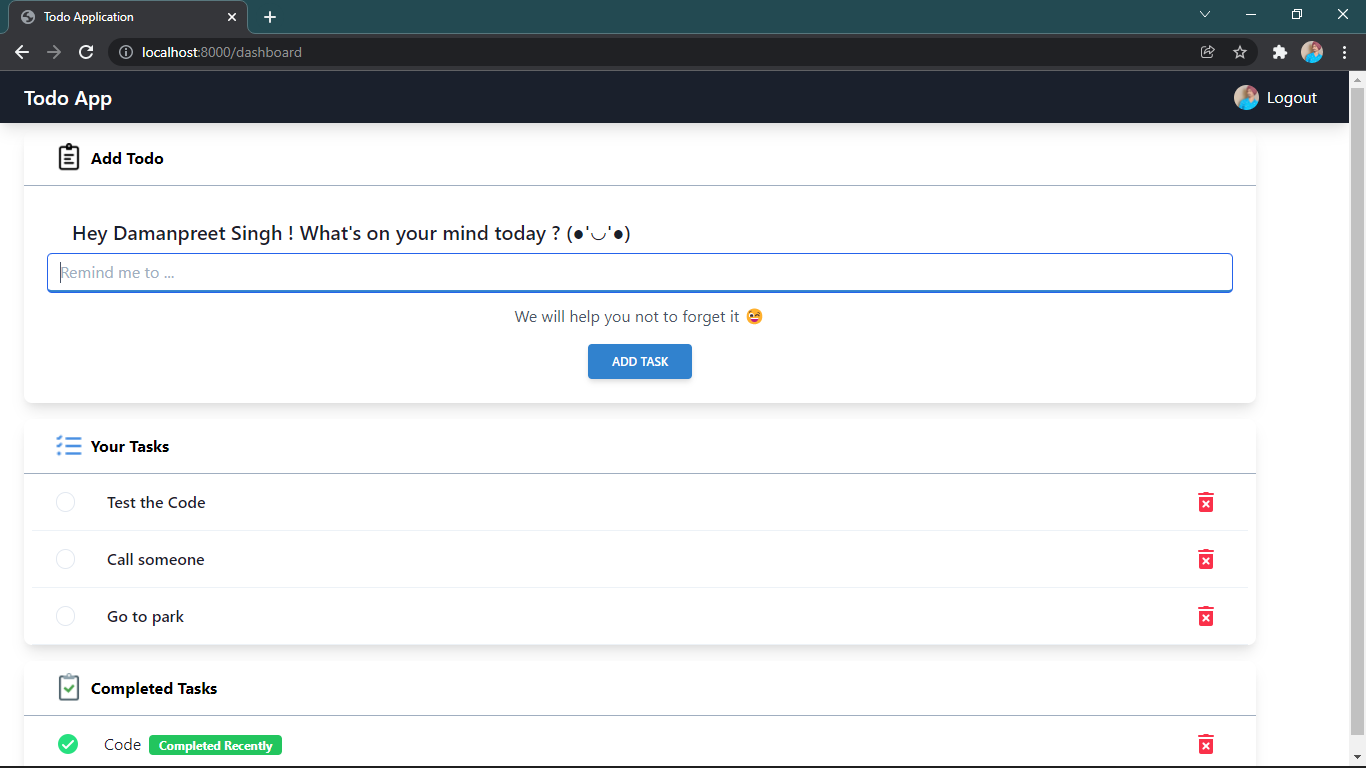 Todo Application
localhost:8000/dashboard
Todo App
Logout
Add Todo
Hey Damanpreet Singh ! What's on your mind today ? (●'◡'●)
Remind me to ...
We will help you not to forget it 😄
ADD TASK
Your Tasks
Test the Code
Call someone
Go to park
Completed Tasks
Code Completed Recently